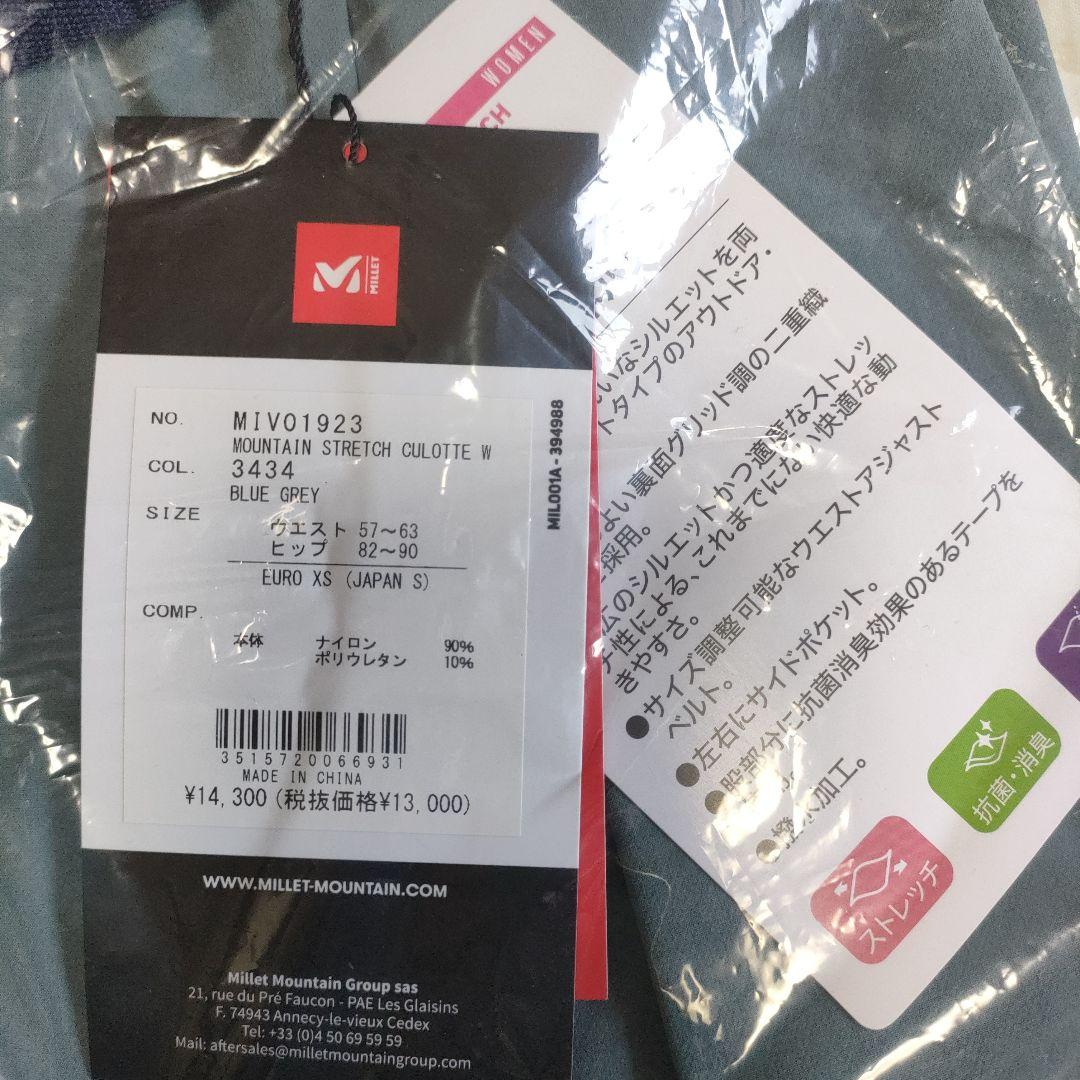 WOMEN
CH
MILLET
NO. MIV01923
MOUNTAIN STRETCH CULOTTE W
COL. 3434
BLUE GREY
SIZE ウエスト 57～63
ヒップ 82～90
EURO XS (JAPAN S)
COMP.
本体 ナイロン 90%
ポリウレタン 10%
3515720066931
MADE IN CHINA
¥14,300 (税抜価格¥13,000)
MIL001A - 394988
WWW.MILLET-MOUNTAIN.COM
Millet Mountain Group sas
21, rue du Pré Faucon - PAE Les Glaisins
F. 74943 Annecy-le-vieux Cedex
Tel: +33 (0)4 50 69 59 59
Mail: aftersales@milletmountaingroup.com
いなシルエットを両
トタイプのアウトドア・
よい裏面グリッド調の二重織
採用。
ムのシルエットかつ適度なストレッ
チ性による、これまでにない快適な動
きやすさ。
●サイズ調整可能なウエストアジャスト
ベルト。
●左右にサイドポケット。
●股部分に抗菌消臭効果のあるテープを
加工。
抗菌・消臭
ストレッチ